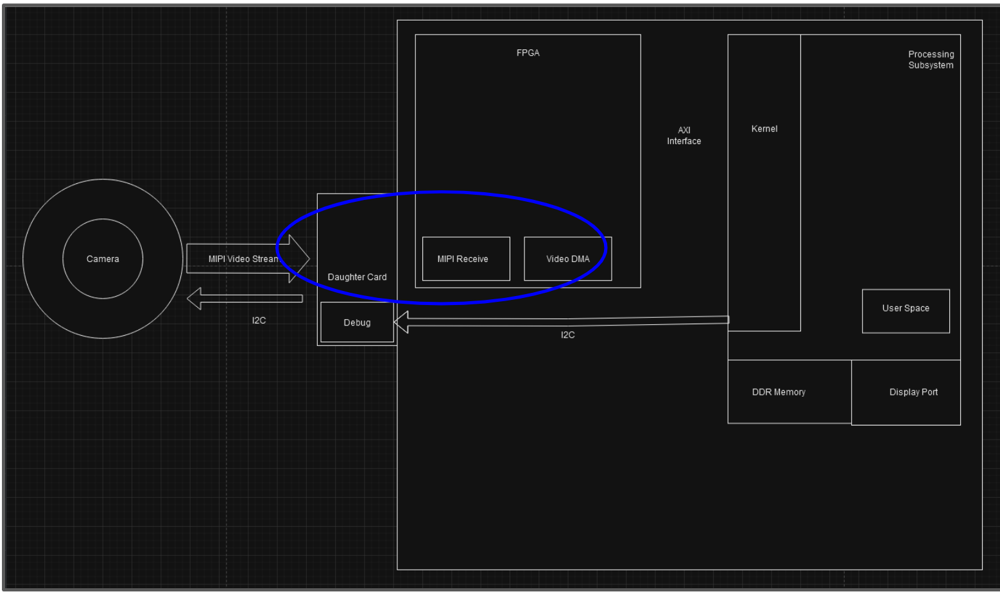 FPGA
Processing
Subsystem
AXI
Interface
Kernel
Camera
MIPI Video Stream
MIPI Receive
Video DMA
Daughter Card
User Space
I2C
Debug
I2C
DDR Memory
Display Port